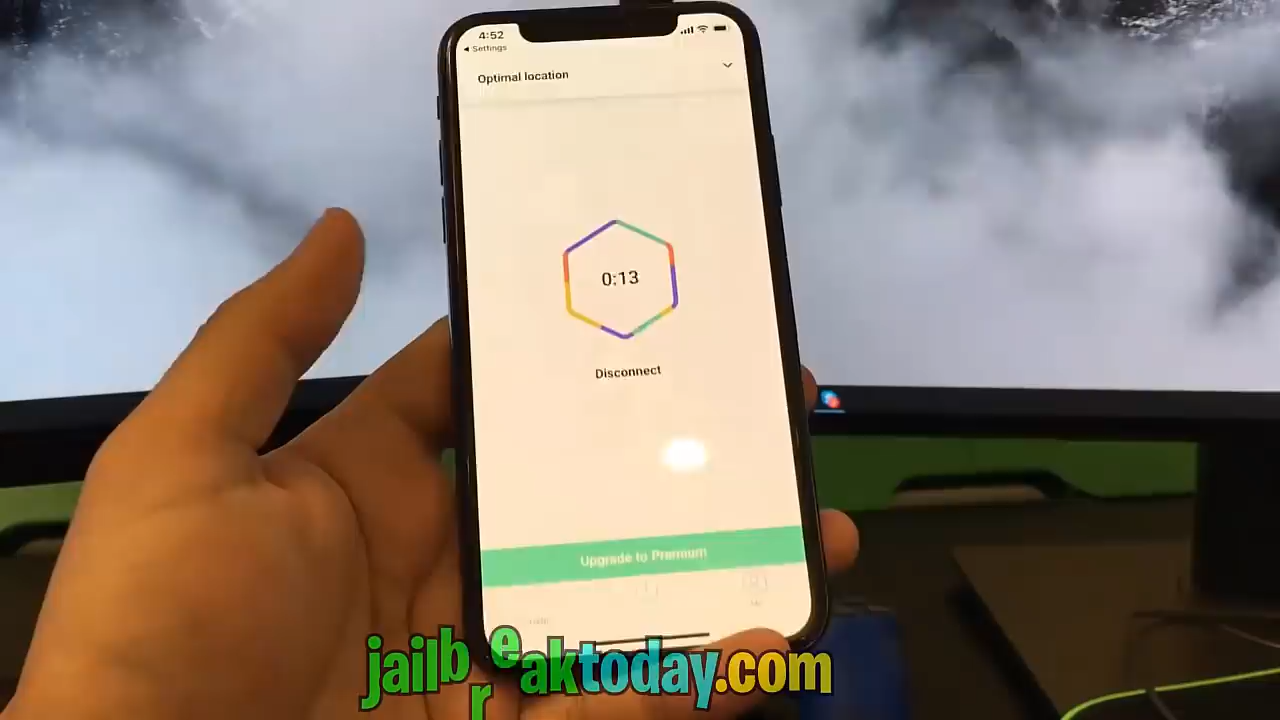 4:52
◀ Settings
Optimal location
0:13
Disconnect
Upgrade to Premium
jailbreaktoday.com